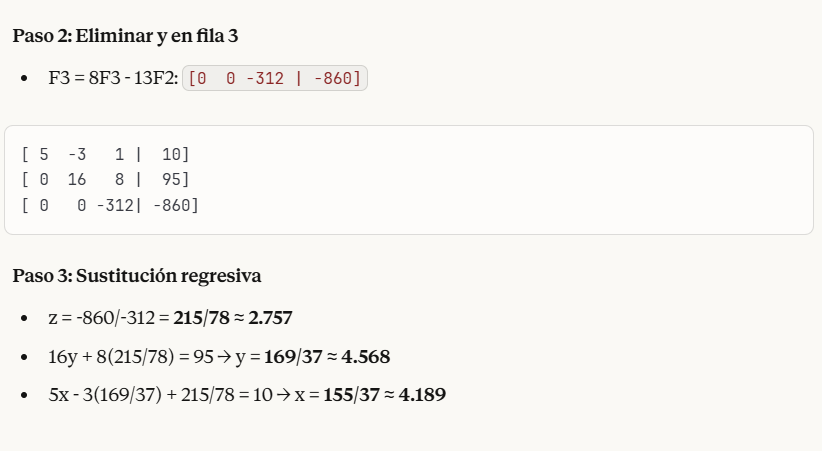 Paso 2: Eliminar y en fila 3
• F3 = 8F3 - 13F2: [0  0 -312 | -860]
[ 5  -3   1 |  10]
[ 0  16   8 |  95]
[ 0   0 -312| -860]
Paso 3: Sustitución regresiva
• z = -860/-312 = 215/78 ≈ 2.757
• 16y + 8(215/78) = 95 → y = 169/37 ≈ 4.568
• 5x - 3(169/37) + 215/78 = 10 → x = 155/37 ≈ 4.189